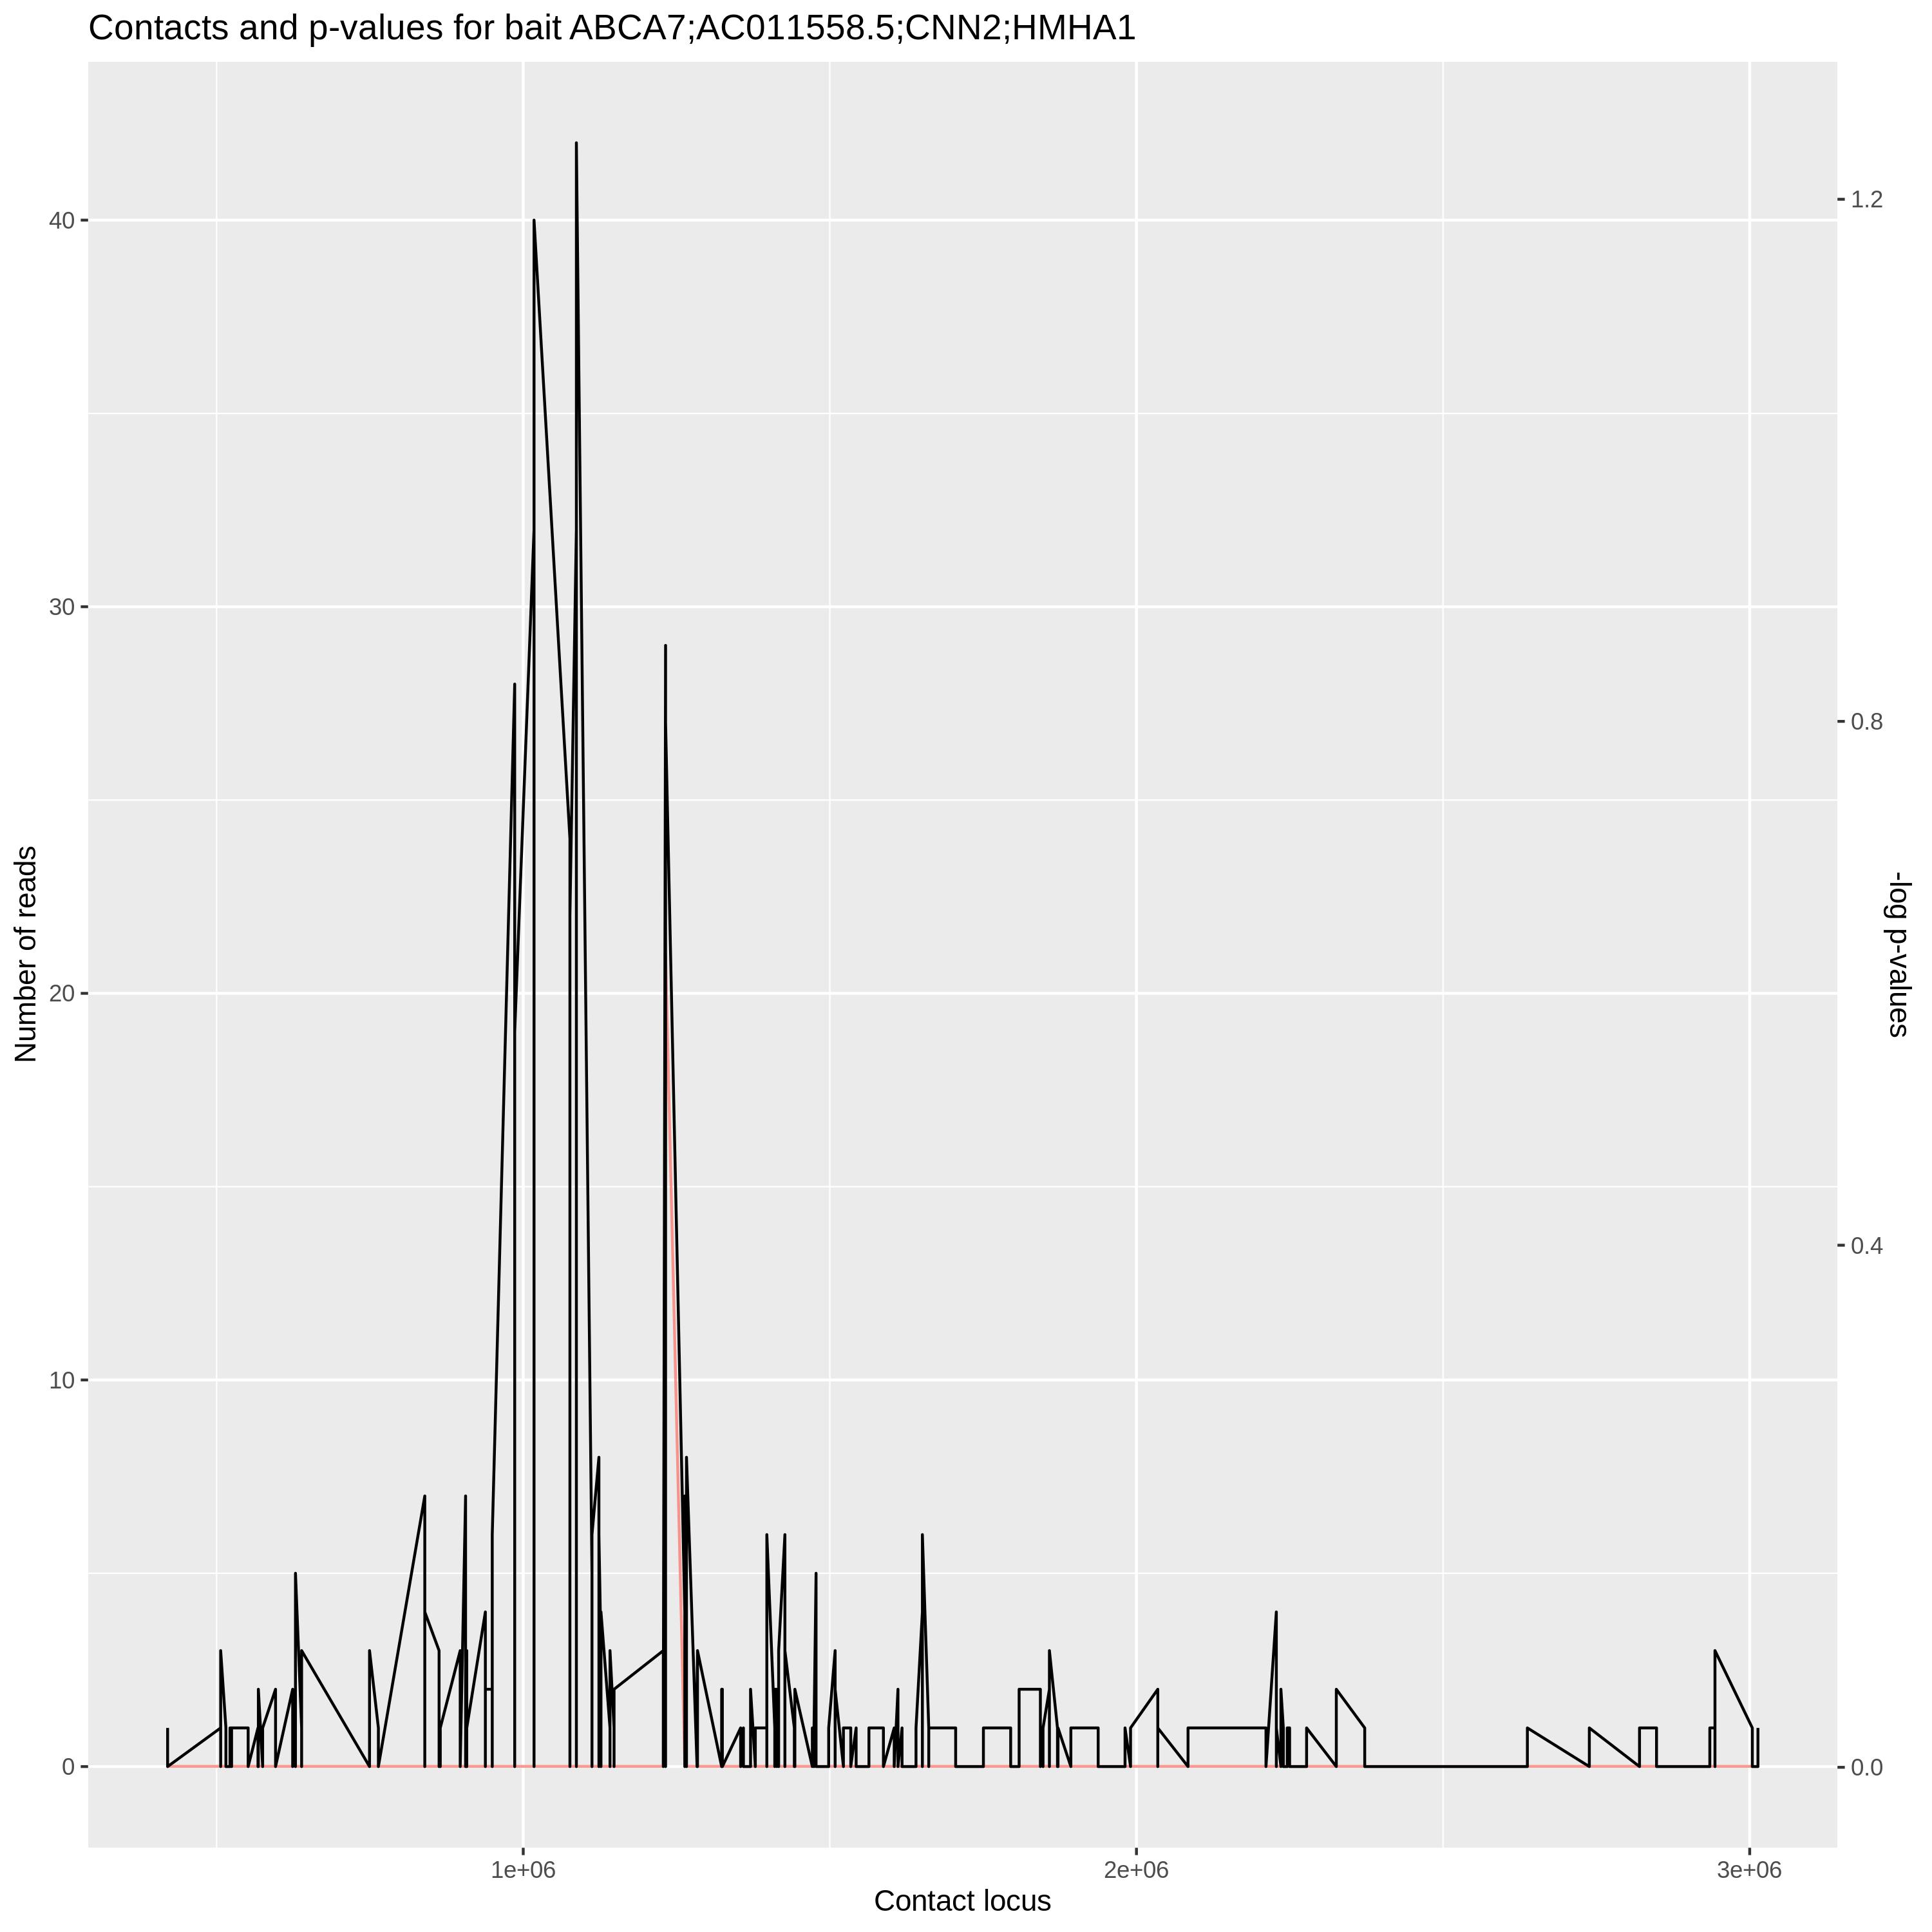 Contacts and p-values for bait ABCA7;AC011558.5;CNN2;HMHA1
40
30
20
10
0
Number of reads
1.2
0.8
0.4
0.0
-log p-values
1e+06
2e+06
3e+06
Contact locus